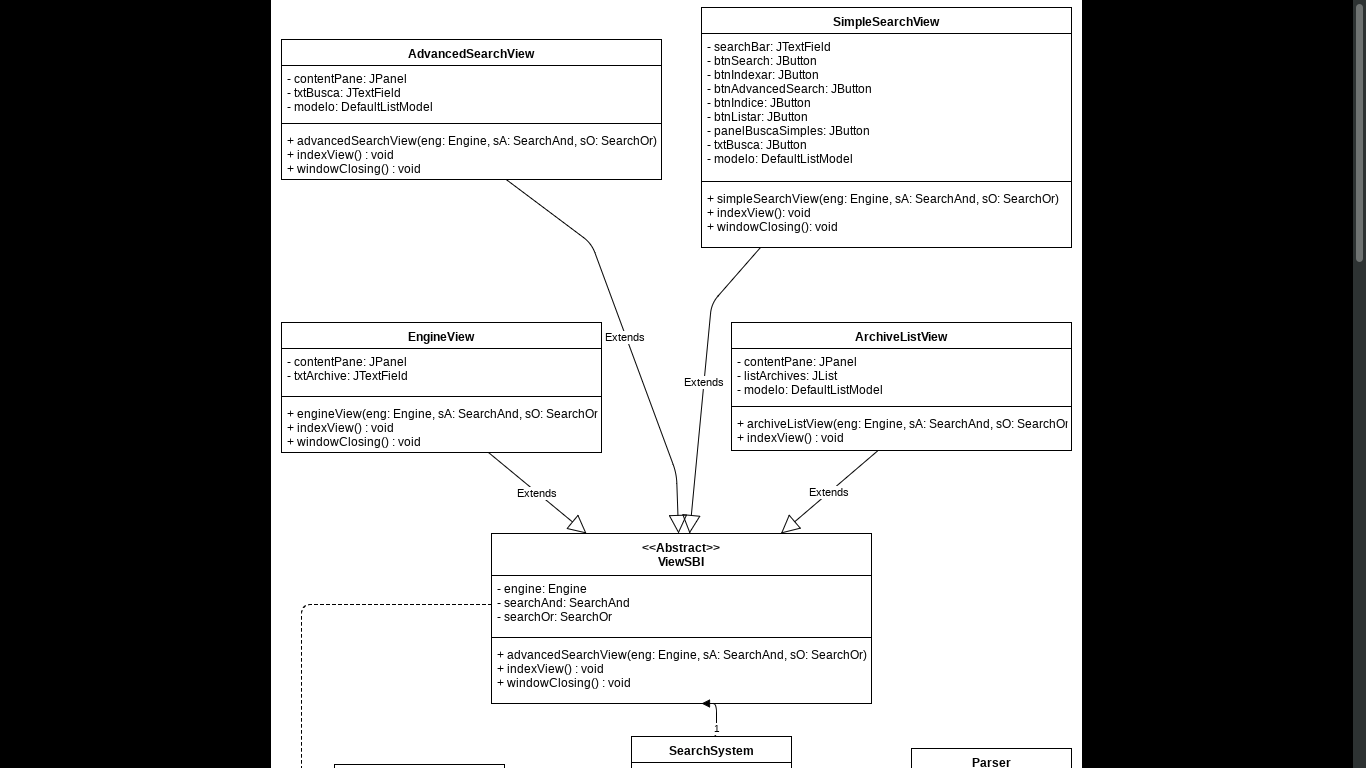 SimpleSearchView
- searchBar: JTextField
- btnSearch: JButton
- btnIndexar: JButton
- btnAdvancedSearch: JButton
- btnIndice: JButton
- btnListar: JButton
- panelBuscaSimples: JButton
- txtBusca: JButton
- modelo: DefaultListModel
+ simpleSearchView(eng: Engine, sA: SearchAnd, sO: SearchOr)
+ indexView(): void
+ windowClosing(): void
AdvancedSearchView
- contentPane: JPanel
- txtBusca: JTextField
- modelo: DefaultListModel
+ advancedSearchView(eng: Engine, sA: SearchAnd, sO: SearchOr)
+ indexView() : void
+ windowClosing() : void
EngineView
- contentPane: JPanel
- txtArchive: JTextField
+ engineView(eng: Engine, sA: SearchAnd, sO: SearchOr
+ indexView() : void
+ windowClosing() : void
Extends
Extends
ArchiveListView
- contentPane: JPanel
- listArchives: JList
- modelo: DefaultListModel
+ archiveListView(eng: Engine, sA: SearchAnd, sO: SearchOr
+ indexView() : void
Extends
Extends
<<Abstract>>
ViewSBI
- engine: Engine
- searchAnd: SearchAnd
- searchOr: SearchOr
+ advancedSearchView(eng: Engine, sA: SearchAnd, sO: SearchOr)
+ indexView() : void
+ windowClosing() : void
1
SearchSystem
Parser